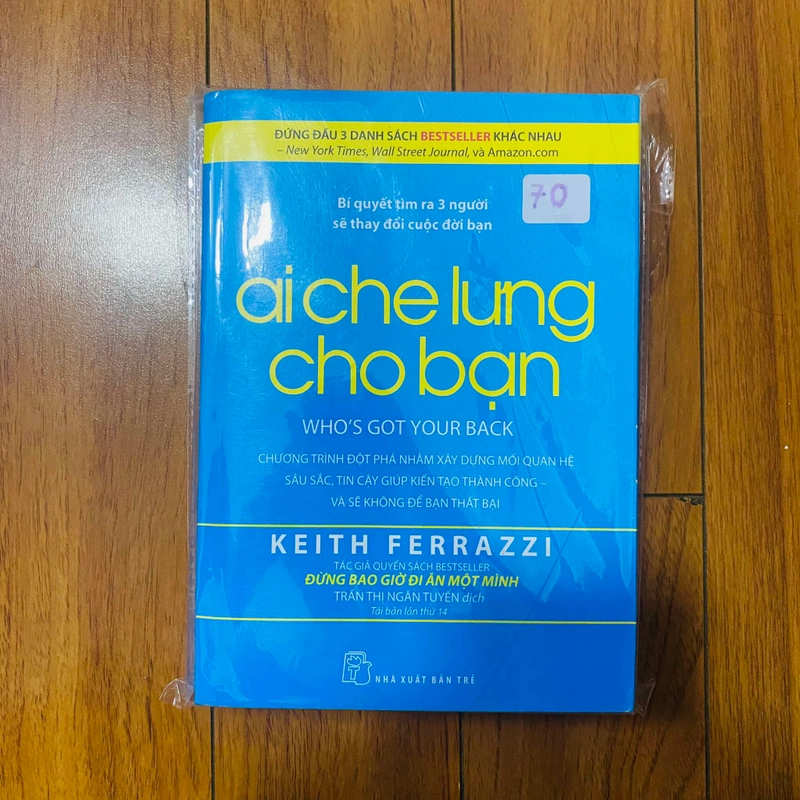 ĐỨNG ĐẦU 3 DANH SÁCH BESTSELLER KHÁC NHAU
– New York Times, Wall Street Journal, và Amazon.com
Bí quyết tìm ra 3 người
sẽ thay đổi cuộc đời bạn
70
ai che lưng
cho bạn
WHO'S GOT YOUR BACK
CHƯƠNG TRÌNH ĐỘT PHÁ NHẰM XÂY DỰNG MỐI QUAN HỆ
SÂU SẮC, TIN CẬY GIÚP KIẾN TẠO THÀNH CÔNG –
VÀ SẼ KHÔNG ĐỂ BẠN THẤT BẠI
KEITH FERRAZZI
TÁC GIẢ QUYỂN SÁCH BESTSELLER
ĐỪNG BAO GIỜ ĐI ĂN MỘT MÌNH
TRẦN THỊ NGÂN TUYẾN dịch
Tái bản lần thứ 14
NHÀ XUẤT BẢN TRẺ